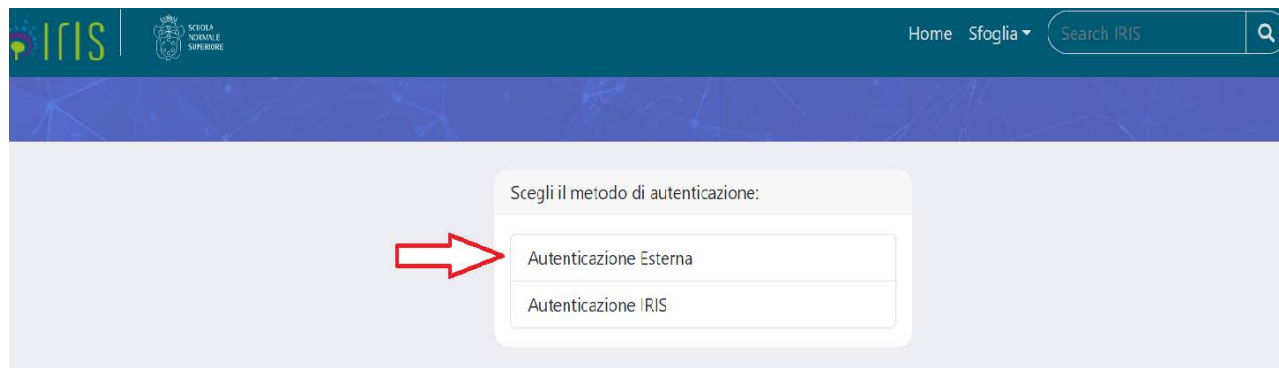 IRIS
SCUOLA
NORMALE
SUPERIORE
Home Sfoglia Search IRIS
Scegli il metodo di autenticazione:
Autenticazione Esterna
Autenticazione IRIS